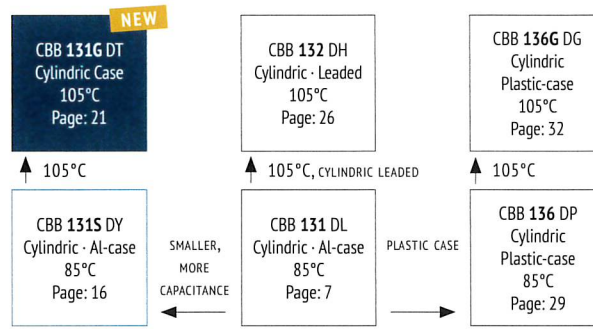 NEW
CBB 131G DT
Cylindric Case
105°C
Page: 21
CBB 132 DH
Cylindric · Leaded
105°C
Page: 26
CBB 136G DG
Cylindric
Plastic-case
105°C
Page: 32
105°C
105°C, CYLINDRIC LEADED
105°C
CBB 131S DY
Cylindric · Al-case
85°C
Page: 16
SMALLER,
MORE
CAPACITANCE
CBB 131 DL
Cylindric · Al-case
85°C
Page: 7
PLASTIC CASE
CBB 136 DP
Cylindric
Plastic-case
85°C
Page: 29